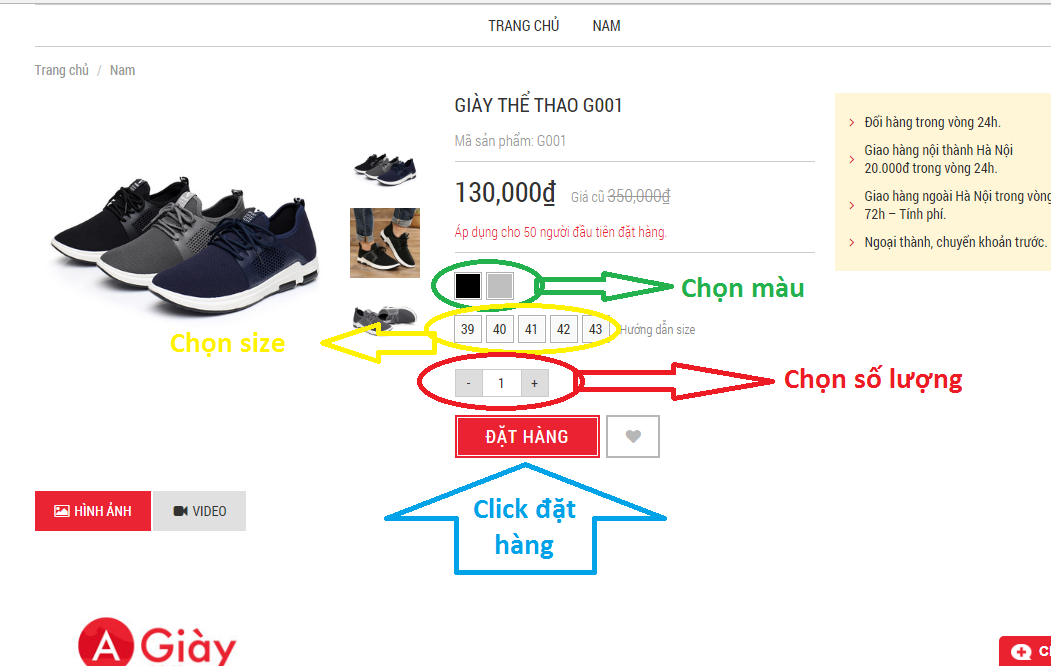 TRANG CHỦ NAM
Trang chủ / Nam
GIÀY THỂ THAO G001
Mã sản phẩm: G001
130,000₫ Giá cũ 350,000₫
Áp dụng cho 50 người đầu tiên đặt hàng.
Đổi hàng trong vòng 24h.
Giao hàng nội thành Hà Nội
20.000đ trong vòng 24h.
Giao hàng ngoài Hà Nội trong vòng
72h – Tính phí.
Ngoại thành, chuyển khoản trước.
Chọn màu
Chọn size
39 40 41 42 43 Hướng dẫn size
- 1 +
Chọn số lượng
ĐẶT HÀNG
Click đặt
hàng
HÌNH ẢNH VIDEO
A Giày